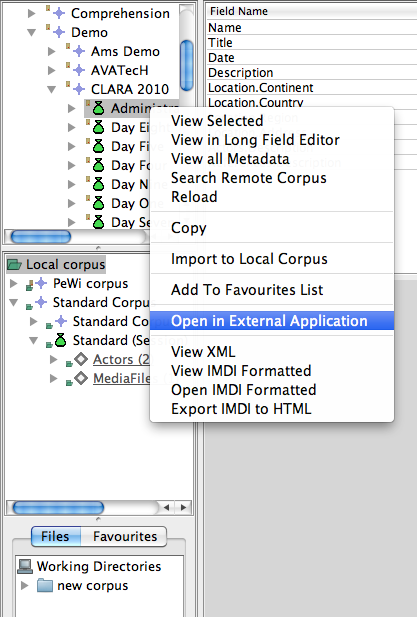 Comprehension
Demo
Ams Demo
AVATecH
CLARA 2010
Administr
Day Ei
Day Fi
Day Fo
Day Ni
Day O
Day Se
Field Name
Name
Title
Date
Description
Location.Continent
Location.Country
View Selected
View in Long Field Editor
View all Metadata
Search Remote Corpus
Reload
Copy
Import to Local Corpus
Add To Favourites List
Open in External Application
View XML
View IMDI Formatted
Open IMDI Formatted
Export IMDI to HTML
Local corpus
PeWi corpus
Standard Corpu
Standard Co
Standard (Se
Actors (2
MediaFile
Files
Favourites
Working Directories
new corpus